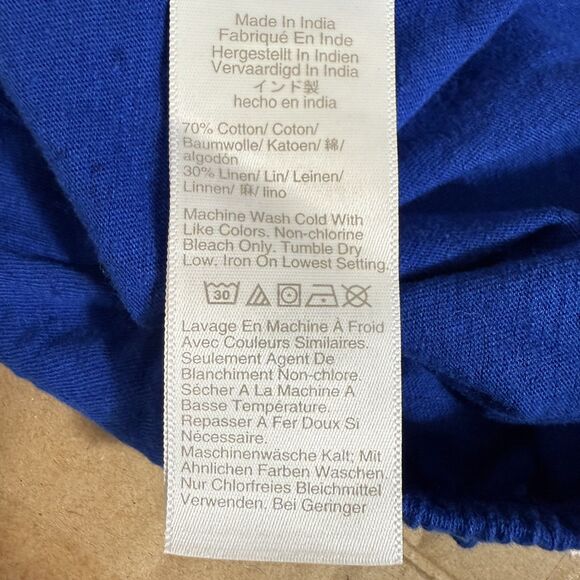 Made In India
Fabriqué En Inde
Hergestellt In Indien
Vervaardigd In India
インド製
hecho en india
70% Cotton/ Coton/
Baumwolle/ Katoen/ 綿/
algodón
30% Linen/ Lin/ Leinen/
Linnen/ 麻/ lino
Machine Wash Cold With
Like Colors. Non-chlorine
Bleach Only. Tumble Dry
Low. Iron On Lowest Setting.
30
Lavage En Machine À Froid
Avec Couleurs Similaires.
Seulement Agent De
Blanchiment Non-chlore.
Sécher A La Machine A
Basse Température.
Repasser A Fer Doux Si
Nécessaire.
Maschinenwäsche Kalt; Mit
Ähnlichen Farben Waschen.
Nur Chlorfreies Bleichmittel
Verwenden. Bei Geringer